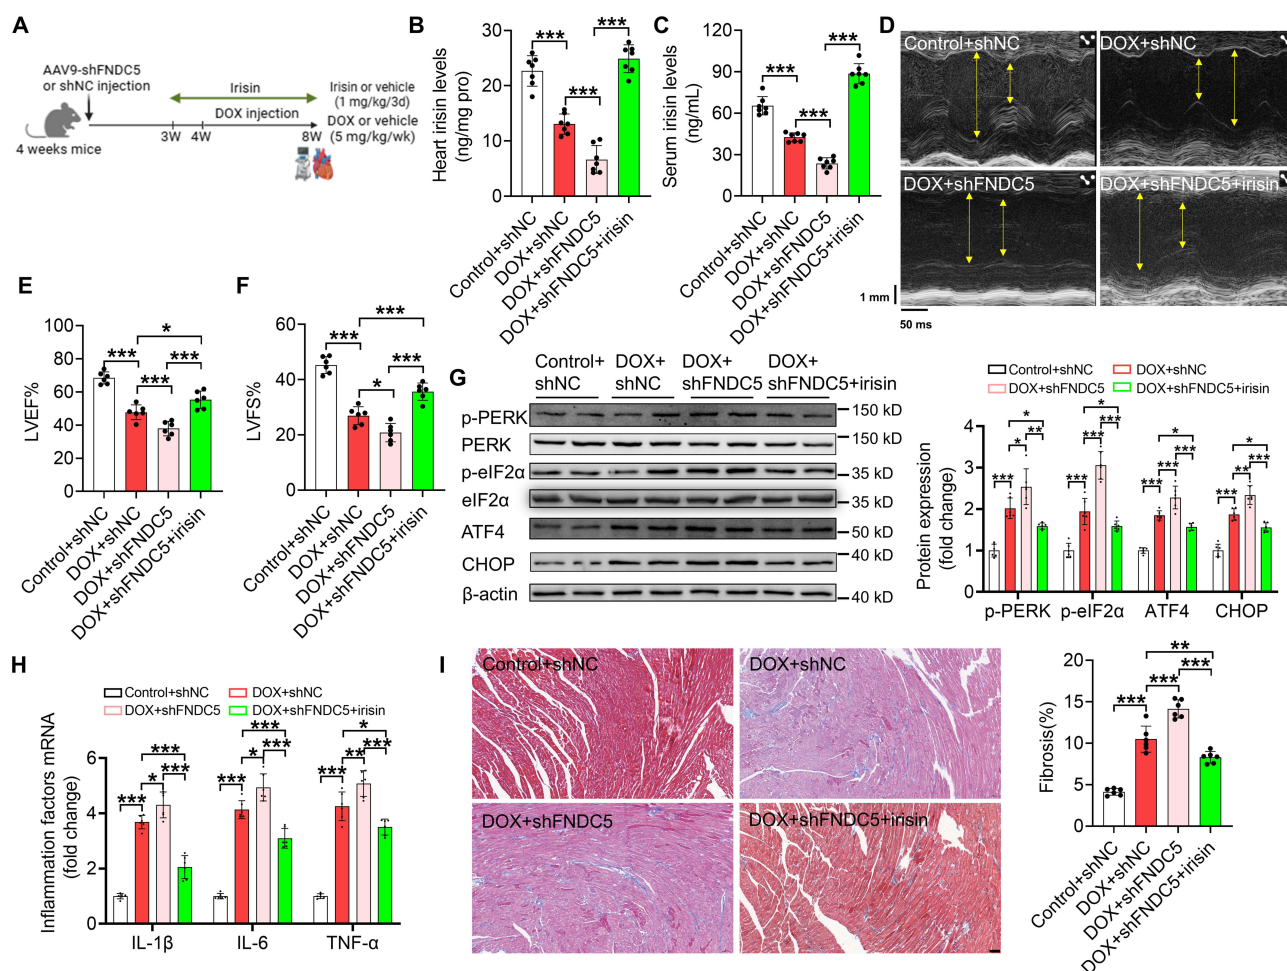 A
AAV9-shFNDC5
or shNC injection
Irisin
DOX injection
Irisin or vehicle
(1 mg/kg/3d)
DOX or vehicle
(5 mg/kg/wk)
4 weeks mice
3W
4W
8W
B
Heart irisin levels
(ng/mg pro)
30
20
10
0
***
***
***
Control+shNC
DOX+shNC
DOX+shFNDC5
DOX+shFNDC5+irisin
C
Serum irisin levels
(ng/mL)
120
90
60
30
0
***
***
***
Control+shNC
DOX+shNC
DOX+shFNDC5
DOX+shFNDC5+irisin
D
Control+shNC
DOX+shNC
DOX+shFNDC5
DOX+shFNDC5+irisin
1 mm
50 ms
E
LVEF%
100
80
60
40
20
0
***
***
*
***
Control+shNC
DOX+shNC
DOX+shFNDC5
DOX+shFNDC5+irisin
F
LVFS%
60
40
20
0
***
*
***
***
Control+shNC
DOX+shNC
DOX+shFNDC5
DOX+shFNDC5+irisin
G
Control+
shNC
DOX+
shNC
DOX+
shFNDC5
DOX+
shFNDC5+irisin
p-PERK
150 kD
PERK
150 kD
p-eIF2α
35 kD
eIF2α
35 kD
ATF4
50 kD
CHOP
40 kD
β-actin
40 kD
Control+shNC
DOX+shNC
DOX+shFNDC5
DOX+shFNDC5+irisin
Protein expression
(fold change)
4
3
2
1
0
***
*
**
*
***
***
***
*
***
***
***
*
***
**
***
*
p-PERK
p-eIF2α
ATF4
CHOP
H
Control+shNC
DOX+shNC
DOX+shFNDC5
DOX+shFNDC5+irisin
Inflammation factors mRNA
(fold change)
6
4
2
0
***
*
***
***
***
*
***
***
***
**
***
*
IL-1β
IL-6
TNF-α
I
Control+shNC
DOX+shNC
DOX+shFNDC5
DOX+shFNDC5+irisin
Fibrosis(%)
20
15
10
5
0
***
***
***
**
Control+shNC
DOX+shNC
DOX+shFNDC5
DOX+shFNDC5+irisin